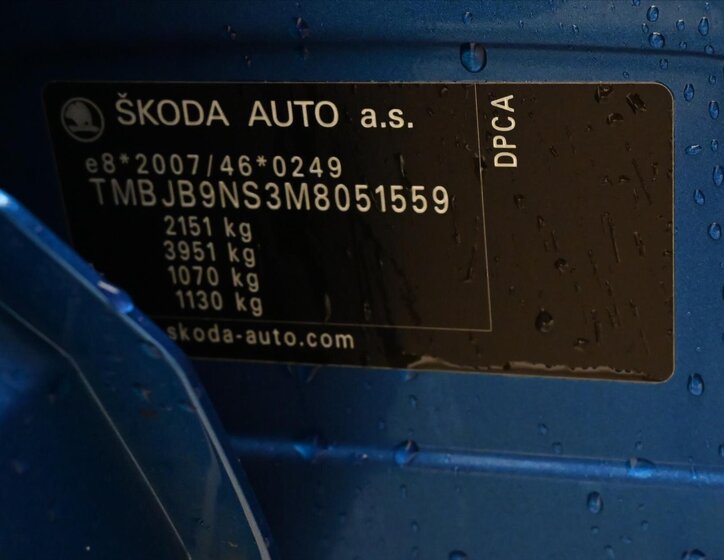 ŠKODA AUTO a.s.
e8*2007/46*0249
TMBJB9NS3M8051559
2151 kg
3951 kg
1070 kg
1130 kg
skoda-auto.com
DPCA